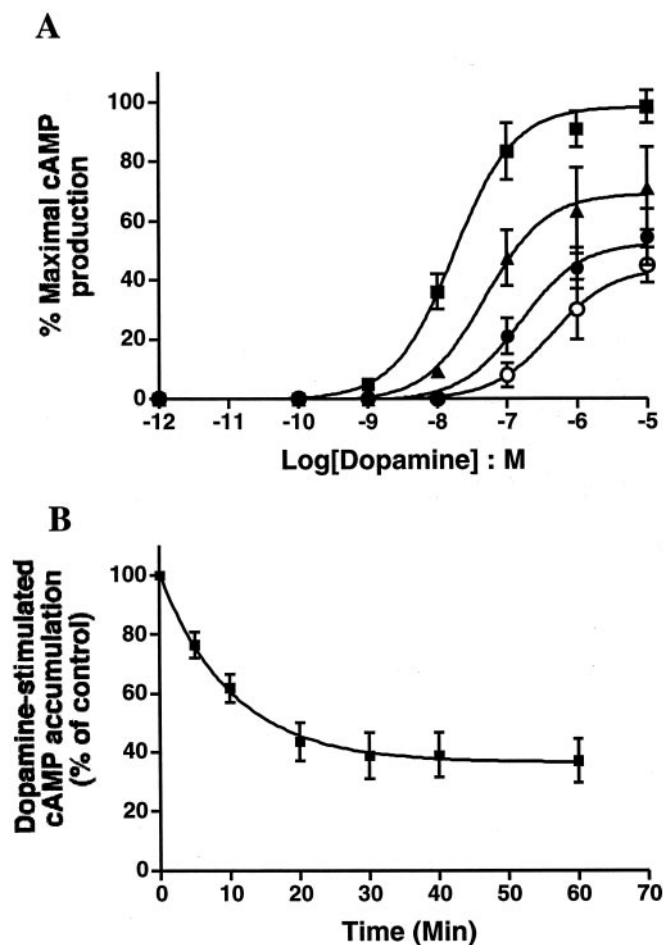 A
% Maximal cAMP
production
100
80
60
40
20
0
-12 -11 -10 -9 -8 -7 -6 -5
Log[Dopamine] : M
B
Dopamine-stimulated
cAMP accumulation
(% of control)
100
80
60
40
20
0
0 10 20 30 40 50 60 70
Time (Min)